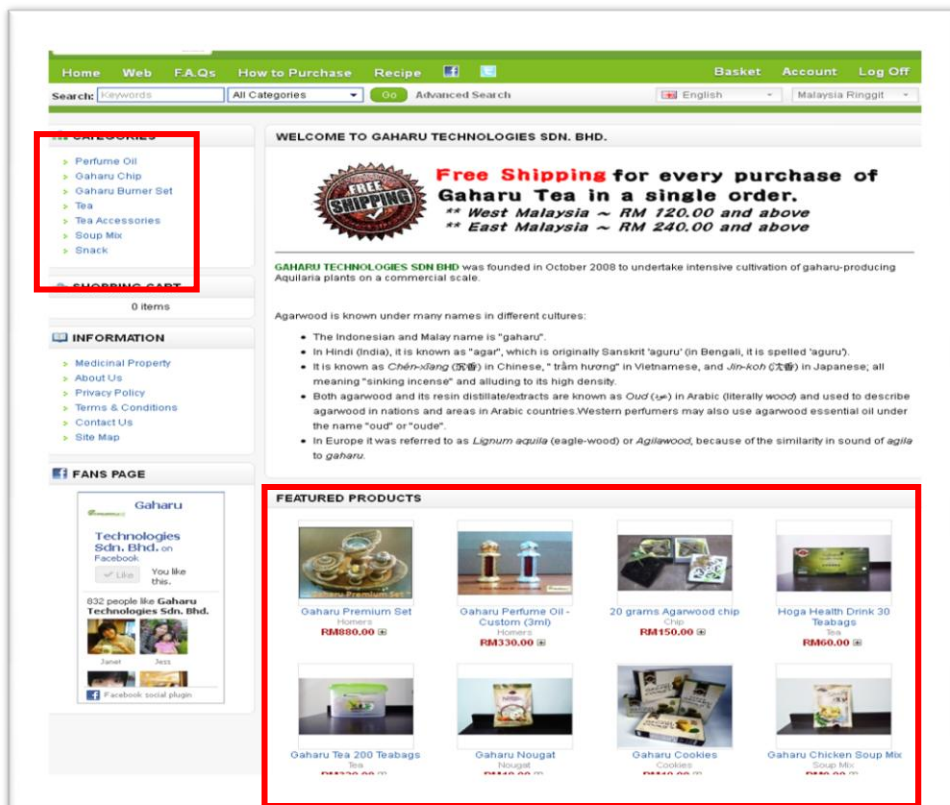 Home Web F.A.Qs How to Purchase Recipe Basket Account Log Off
Search: Keywords All Categories Go Advanced Search English Malaysia Ringgit
CATEGORIES
Perfume Oil
Gaharu Chip
Gaharu Burner Set
Tea
Tea Accessories
Soup Mix
Snack
SHOPPING CART
0 items
INFORMATION
Medicinal Property
About Us
Privacy Policy
Terms & Conditions
Contact Us
Site Map
FANS PAGE
Gaharu
Technologies
Sdn. Bhd. on
Facebook
Like You like
this.
832 people like Gaharu
Technologies Sdn. Bhd.
Janet Jess
Facebook social plugin
WELCOME TO GAHARU TECHNOLOGIES SDN. BHD.
FREE
SHIPPING
Free Shipping for every purchase of
Gaharu Tea in a single order.
** West Malaysia ~ RM 120.00 and above
** East Malaysia ~ RM 240.00 and above
GAHARU TECHNOLOGIES SDN BHD was founded in October 2008 to undertake intensive cultivation of gaharu-producing
Aquilaria plants on a commercial scale.
Agarwood is known under many names in different cultures:
The Indonesian and Malay name is "gaharu".
In Hindi (India), it is known as "agar", which is originally Sanskrit 'aguru' (in Bengali, it is spelled 'aguru').
It is known as Chén-xīang (沉香) in Chinese, " trầm hương" in Vietnamese, and Jin-koh (沈香) in Japanese; all
meaning "sinking incense" and alluding to its high density.
Both agarwood and its resin distillate/extracts are known as Oud (عود) in Arabic (literally wood) and used to describe
agarwood in nations and areas in Arabic countries.Western perfumers may also use agarwood essential oil under
the name "oud" or "oude".
In Europe it was referred to as Lignum aquila (eagle-wood) or Agilawood, because of the similarity in sound of agila
to gaharu.
FEATURED PRODUCTS
Gaharu Premium Set
Homers
RM880.00
Gaharu Perfume Oil -
Custom (3ml)
Homers
RM330.00
20 grams Agarwood chip
Chip
RM150.00
Hoga Health Drink 30
Teabags
Tea
RM60.00
Gaharu Tea 200 Teabags
Tea
Gaharu Nougat
Nougat
Gaharu Cookies
Cookies
Gaharu Chicken Soup Mix
Soup Mix